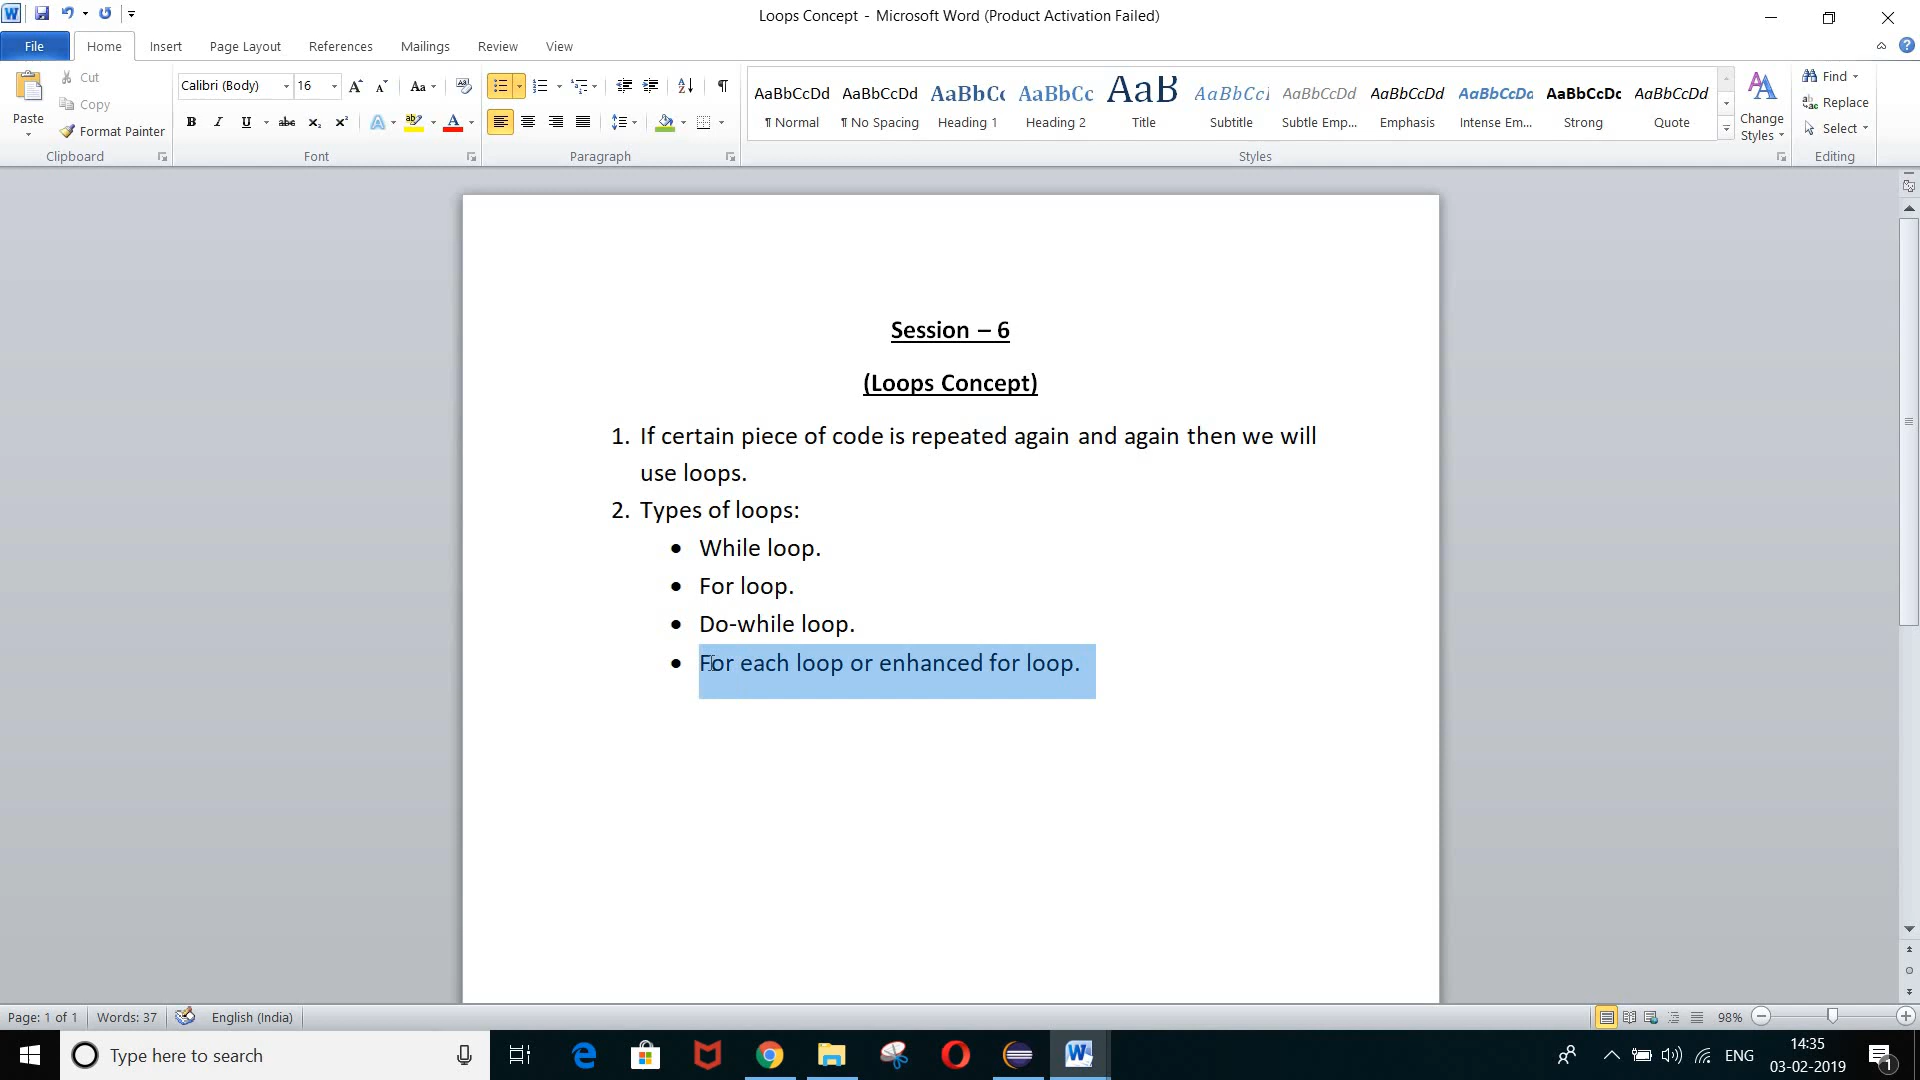 Loops Concept - Microsoft Word (Product Activation Failed)
File Home Insert Page Layout References Mailings Review View
Paste
Cut
Copy
Format Painter
Clipboard
Calibri (Body) 16
Font
Paragraph
AaBbCcDd AaBbCcDd AaBbCc AaBbCc AaB AaBbCcL AaBbCcDd AaBbCcDd AaBbCcDd AaBbCcDc AaBbCcDd
¶ Normal ¶ No Spacing Heading 1 Heading 2 Title Subtitle Subtle Emp... Emphasis Intense Em... Strong Quote
Styles
Change
Styles
Find
Replace
Select
Editing
Session – 6
(Loops Concept)
1. If certain piece of code is repeated again and again then we will
use loops.
2. Types of loops:
• While loop.
• For loop.
• Do-while loop.
• For each loop or enhanced for loop.
Page: 1 of 1 Words: 37 English (India) 98%
Type here to search
ENG
14:35
03-02-2019
1